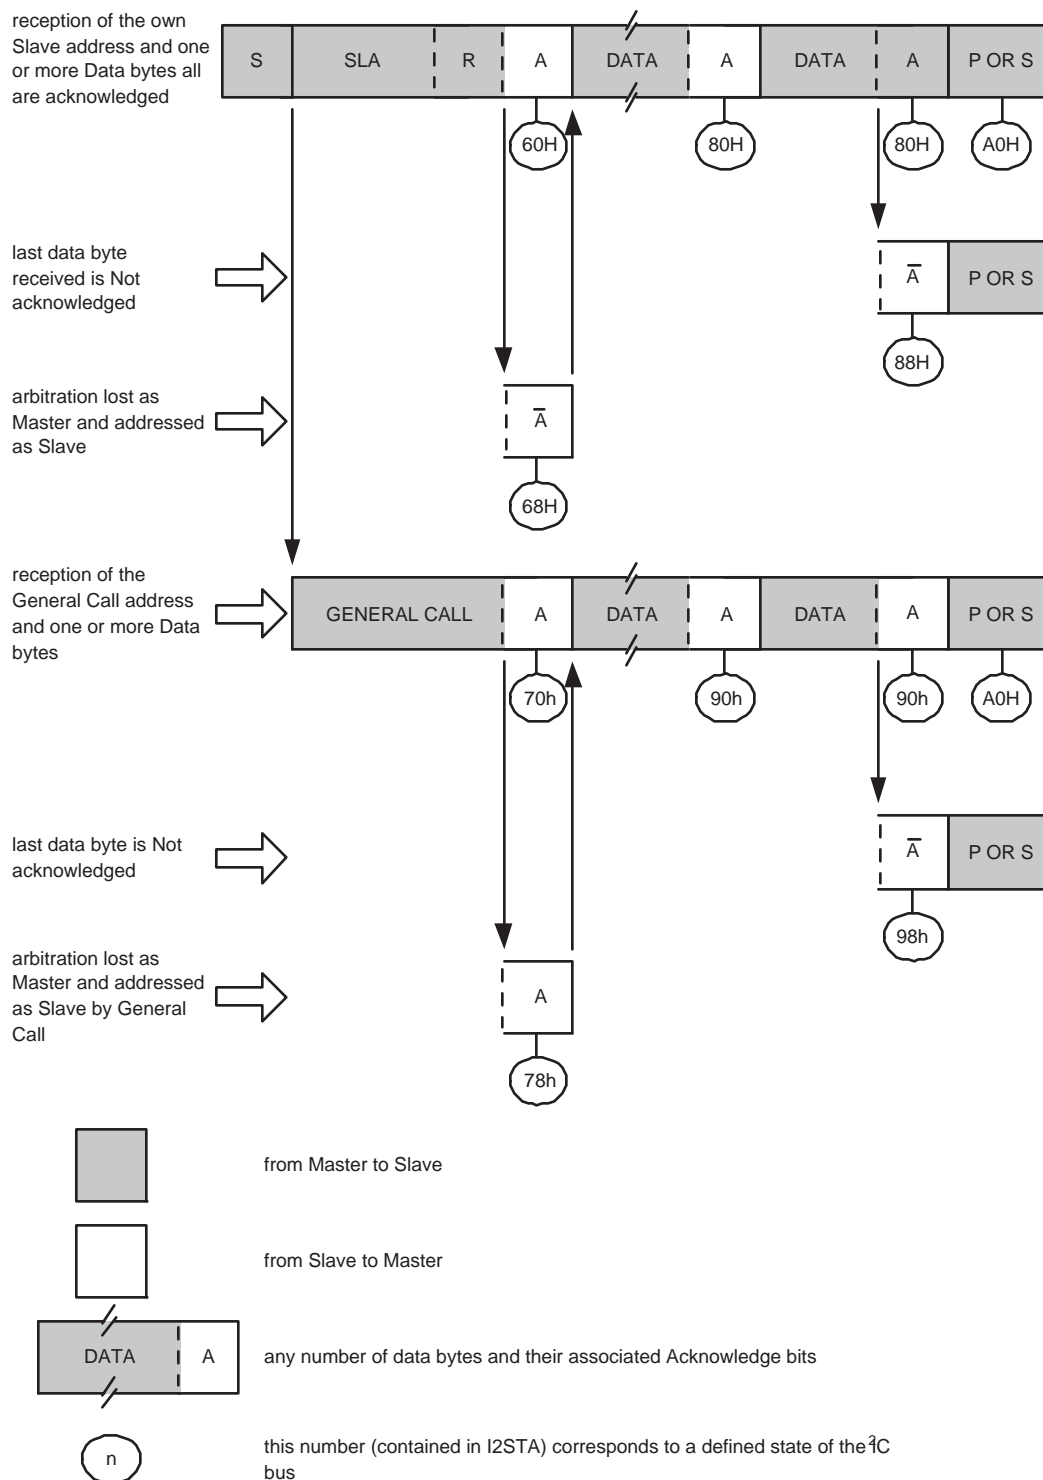 reception of the own
Slave address and one
or more Data bytes all
are acknowledged
S SLA R A DATA A DATA A P OR S
60H 80H 80H A0H
last data byte
received is Not
acknowledged
A̅ P OR S
88H
arbitration lost as
Master and addressed
as Slave
A̅
68H
reception of the
General Call address
and one or more Data
bytes
GENERAL CALL A DATA A DATA A P OR S
70h 90h 90h A0H
last data byte is Not
acknowledged
A̅ P OR S
98h
arbitration lost as
Master and addressed
as Slave by General
Call
A
78h
from Master to Slave
from Slave to Master
DATA A
any number of data bytes and their associated Acknowledge bits
n
this number (contained in I2STA) corresponds to a defined state of the I²C
bus